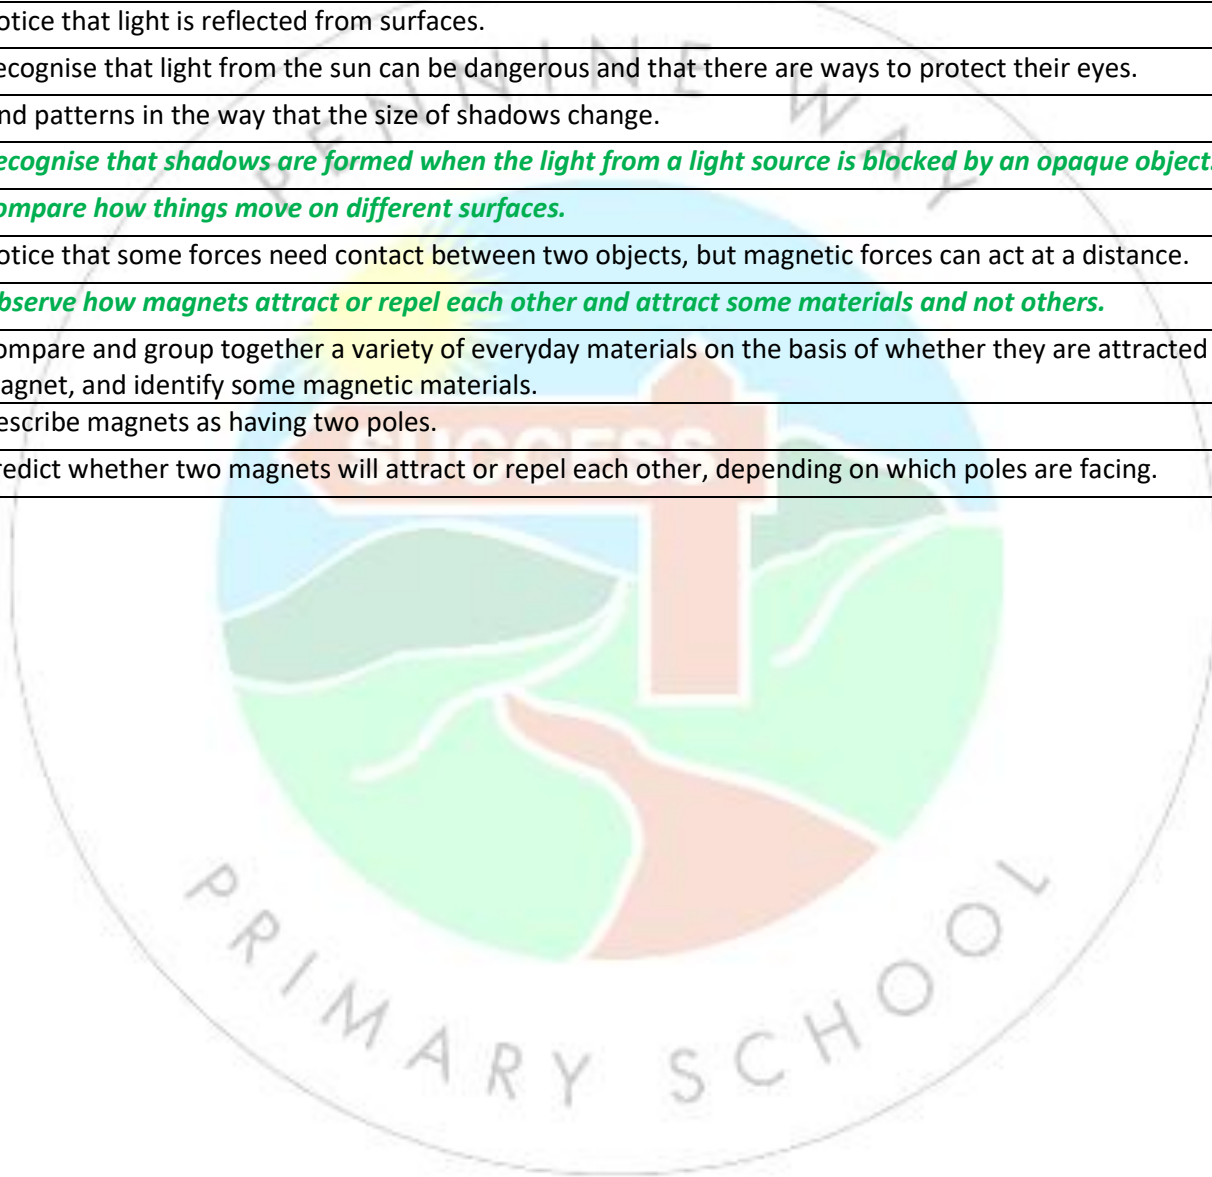 otice that light is reflected from surfaces.
ecognise that light from the sun can be dangerous and that there are ways to protect their eyes.
nd patterns in the way that the size of shadows change.
ecognise that shadows are formed when the light from a light source is blocked by an opaque object.
ompare how things move on different surfaces.
otice that some forces need contact between two objects, but magnetic forces can act at a distance.
bserve how magnets attract or repel each other and attract some materials and not others.
ompare and group together a variety of everyday materials on the basis of whether they are attracted
agnet, and identify some magnetic materials.
escribe magnets as having two poles.
redict whether two magnets will attract or repel each other, depending on which poles are facing.
PENNINE WAY
SUCCESS
PRIMARY SCHOOL